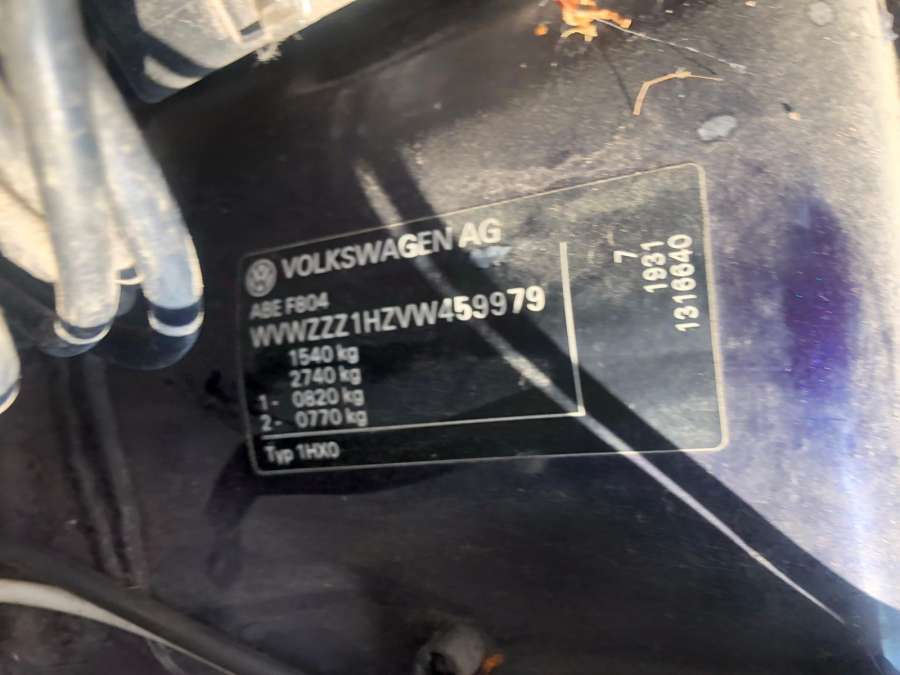 VOLKSWAGEN AG
ABE F804
WVWZZZ1HZVW459979
1540 kg
2740 kg
1- 0820 kg
2- 0770 kg
Typ 1HX0
7
1931
1316640